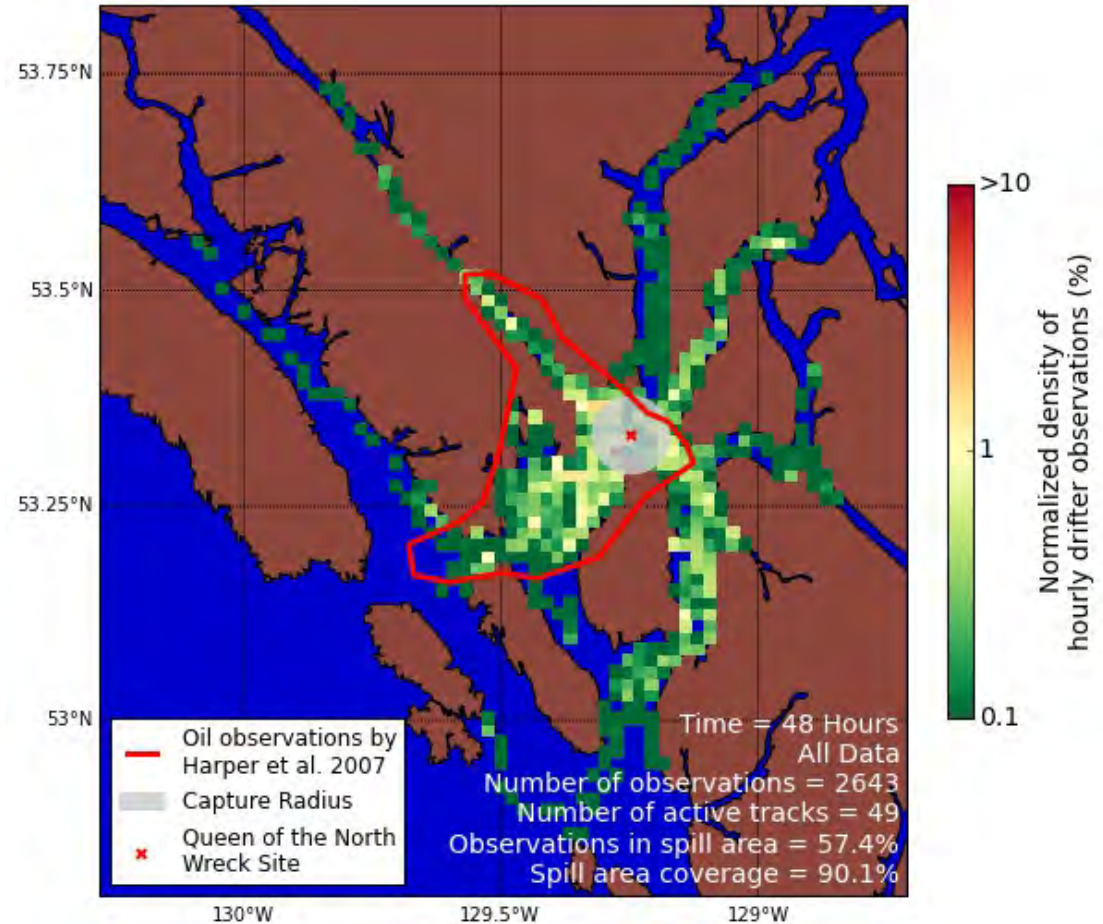 53.75°N
53.5°N
53.25°N
53°N
130°W
129.5°W
129°W
Oil observations by
Harper et al. 2007
Capture Radius
Queen of the North
Wreck Site
Time = 48 Hours
All Data
Number of observations = 2643
Number of active tracks = 49
Observations in spill area = 57.4%
Spill area coverage = 90.1%
>10
1
0.1
Normalized density of
hourly drifter observations (%)